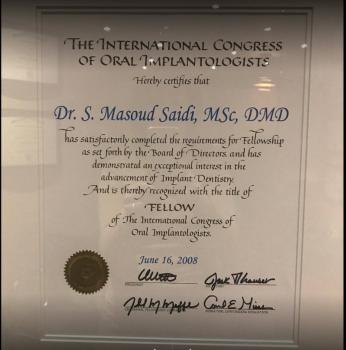 THE INTERNATIONAL CONGRESS
OF ORAL IMPLANTOLOGISTS
Hereby certifies that
Dr. S. Masoud Saidi, MSc, DMD
has satisfactorily completed the requirements for Fellowship
as set forth by the Board of Directors and has
demonstrated an exceptional interest in the
advancement of Implant Dentistry.
And is thereby recognized with the title of
FELLOW
of The International Congress of
Oral Implantologists.
June 16, 2008